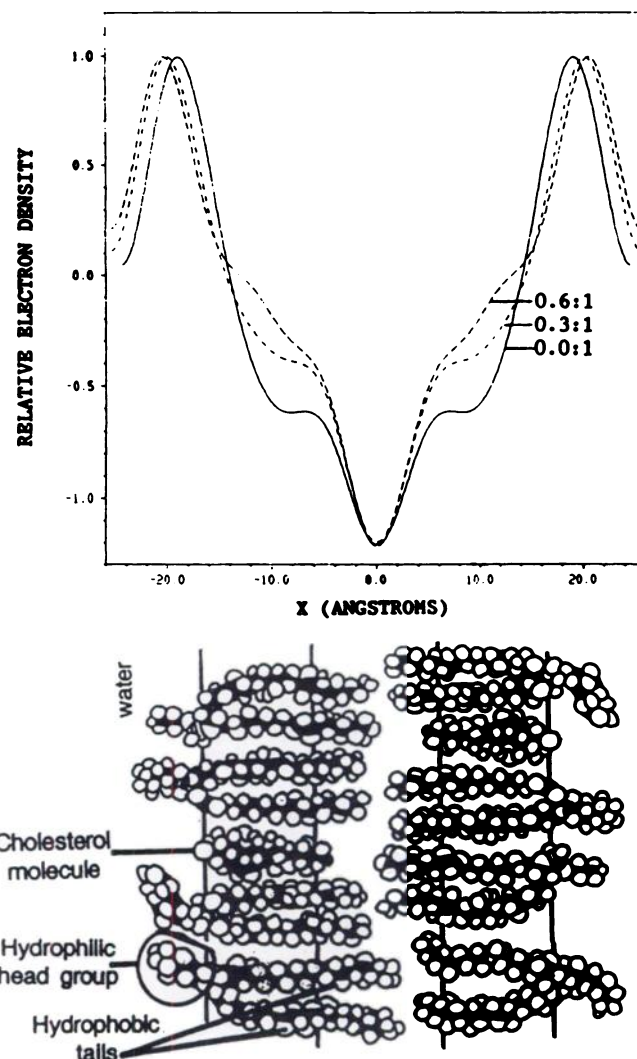 1.0
0.5
0.0
-0.5
-1.0
RELATIVE ELECTRON DENSITY
0.6:1
0.3:1
0.0:1
-20.0
-10.0
0.0
10.0
20.0
X (ANGSTROMS)
water
Cholesterol
molecule
Hydrophilic
head group
Hydrophobic
tails